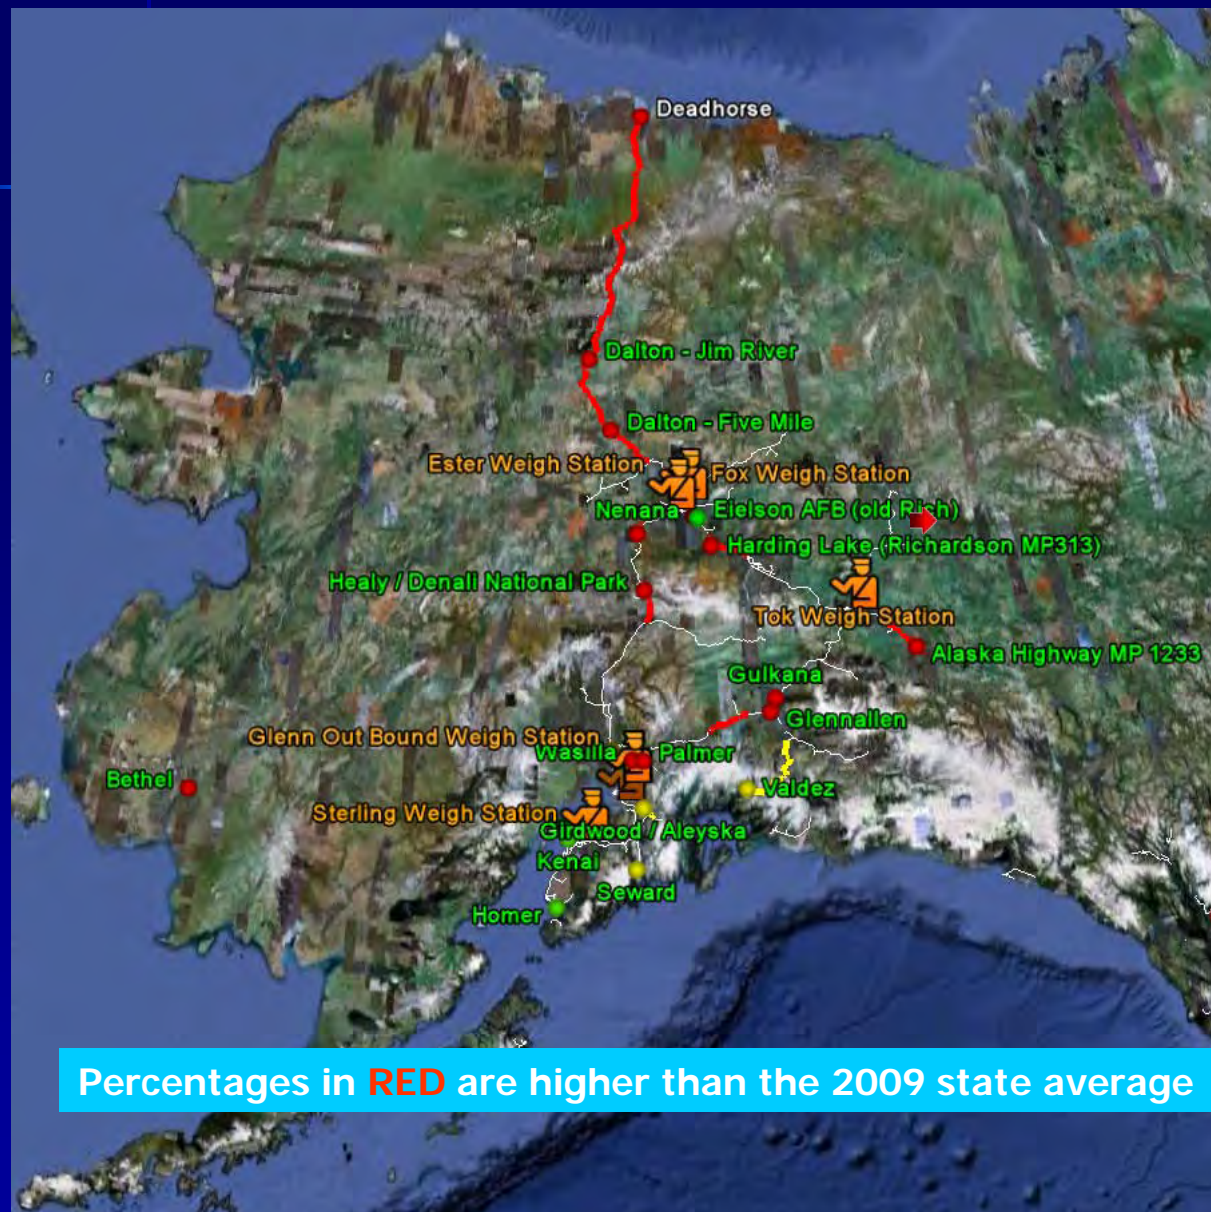 Deadhorse
Dalton - Jim River
Dalton - Five Mile
Ester Weigh Station
Fox Weigh Station
Nenana
Eielson AFB (old Rich)
Harding Lake (Richardson MP313)
Healy / Denali National Park
Tok Weigh Station
Alaska Highway MP 1233
Gulkana
Glennallen
Glenn Out Bound Weigh Station
Wasilla
Palmer
Bethel
Valdez
Sterling Weigh Station
Girdwood / Aleyska
Kenai
Seward
Homer
Percentages in RED are higher than the 2009 state average